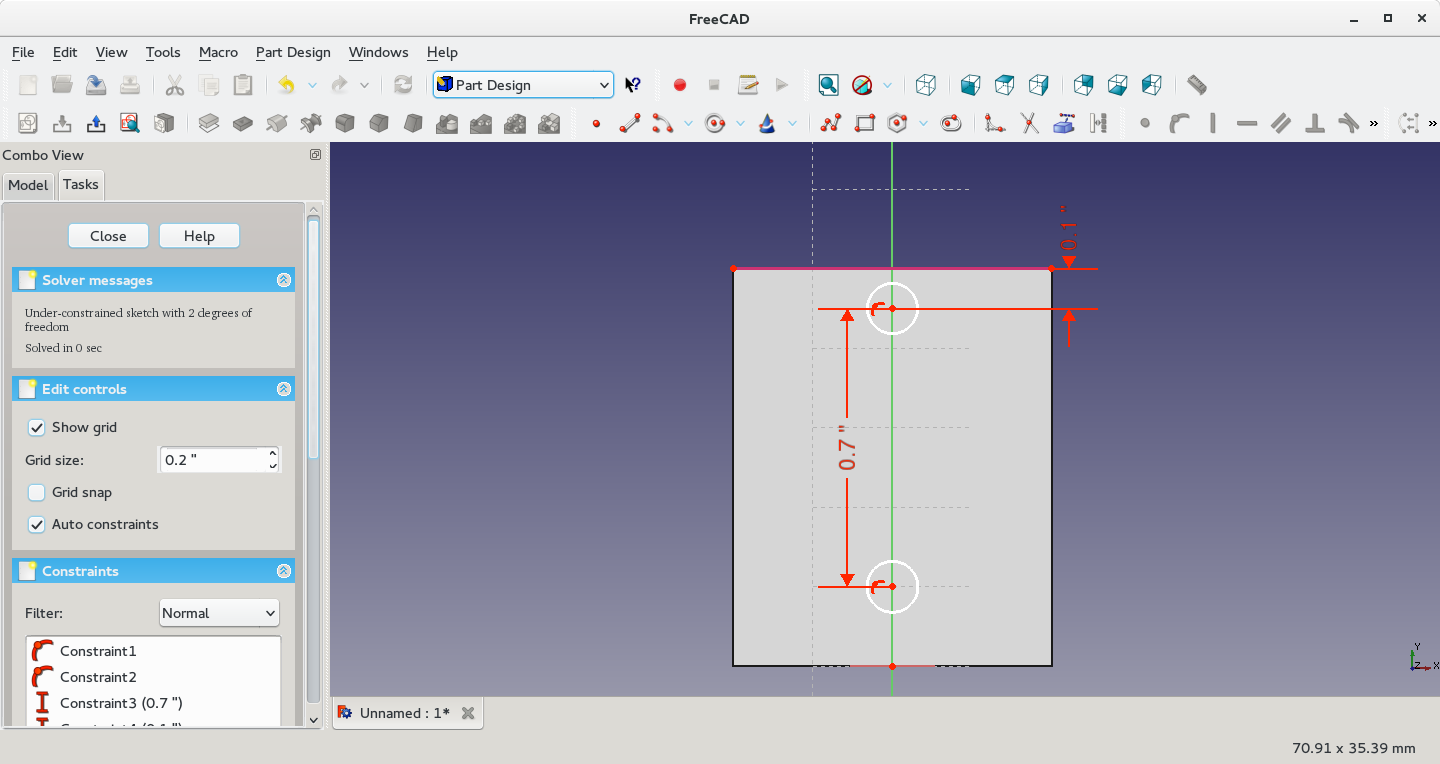 FreeCAD
File Edit View Tools Macro Part Design Windows Help
Part Design
Combo View
Model Tasks
Close Help
Solver messages
Under-constrained sketch with 2 degrees of
freedom
Solved in 0 sec
Edit controls
Show grid
Grid size: 0.2 "
Grid snap
Auto constraints
Constraints
Filter: Normal
Constraint1
Constraint2
Constraint3 (0.7 ")
0.1 "
0.7 "
Y
Z X
Unnamed : 1*
70.91 x 35.39 mm